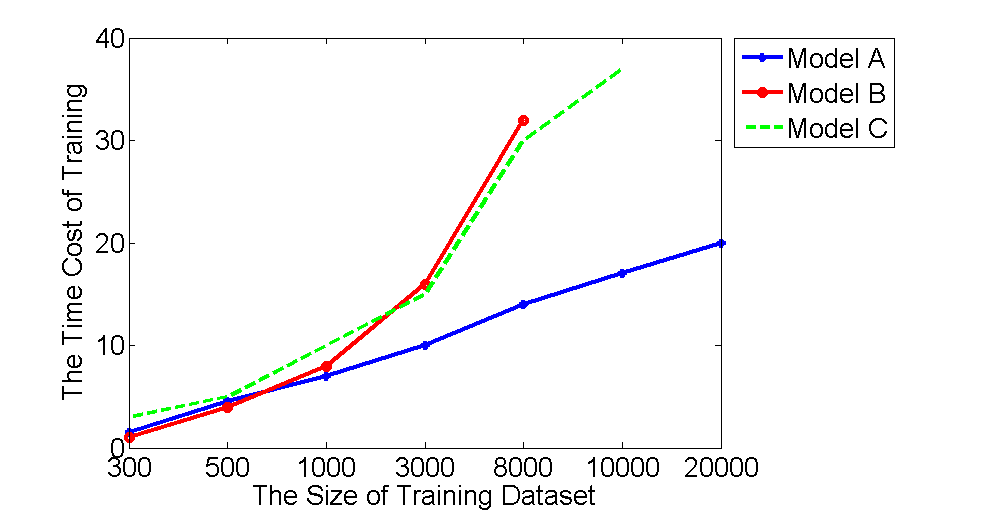 The Time Cost of Training
40
30
20
10
0
300 500 1000 3000 8000 10000 20000
The Size of Training Dataset
Model A
Model B
Model C